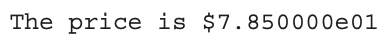 The price is $7.850000e01